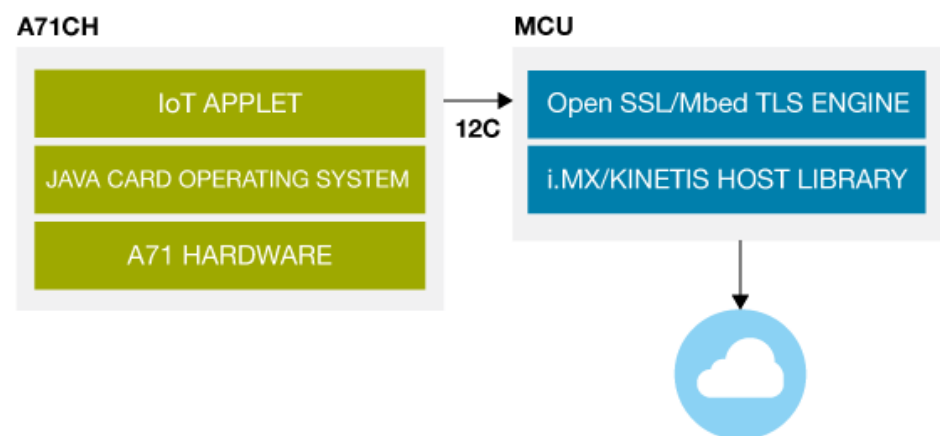 A71CH
IoT APPLET
JAVA CARD OPERATING SYSTEM
A71 HARDWARE
12C
MCU
Open SSL/Mbed TLS ENGINE
i.MX/KINETIS HOST LIBRARY